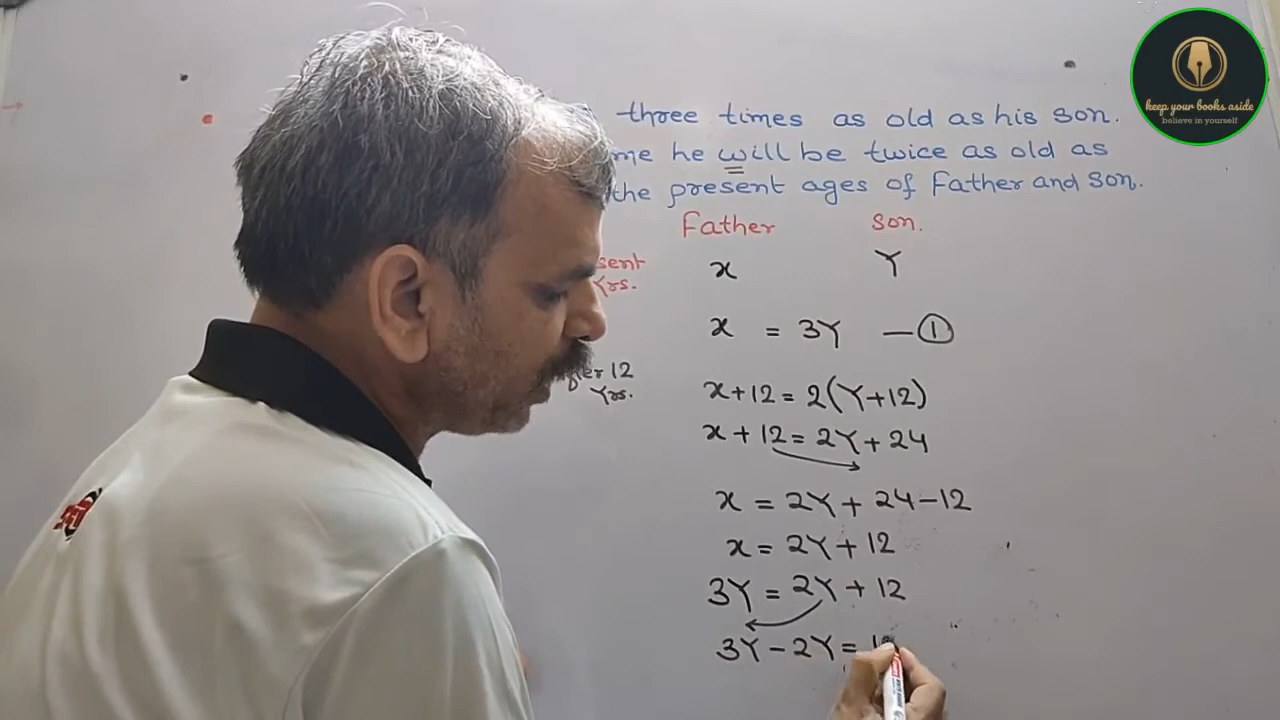 keep your books aside
believe in yourself
three times as old as his son.
he will be twice as old as
the present ages of Father and son.
Father son.
Yrs.
x Y
x = 3Y — ①
12
Yrs.
x+12 = 2(Y+12)
x + 12 = 2Y + 24
x = 2Y + 24 - 12
x = 2Y + 12
3Y = 2Y + 12
3Y - 2Y =